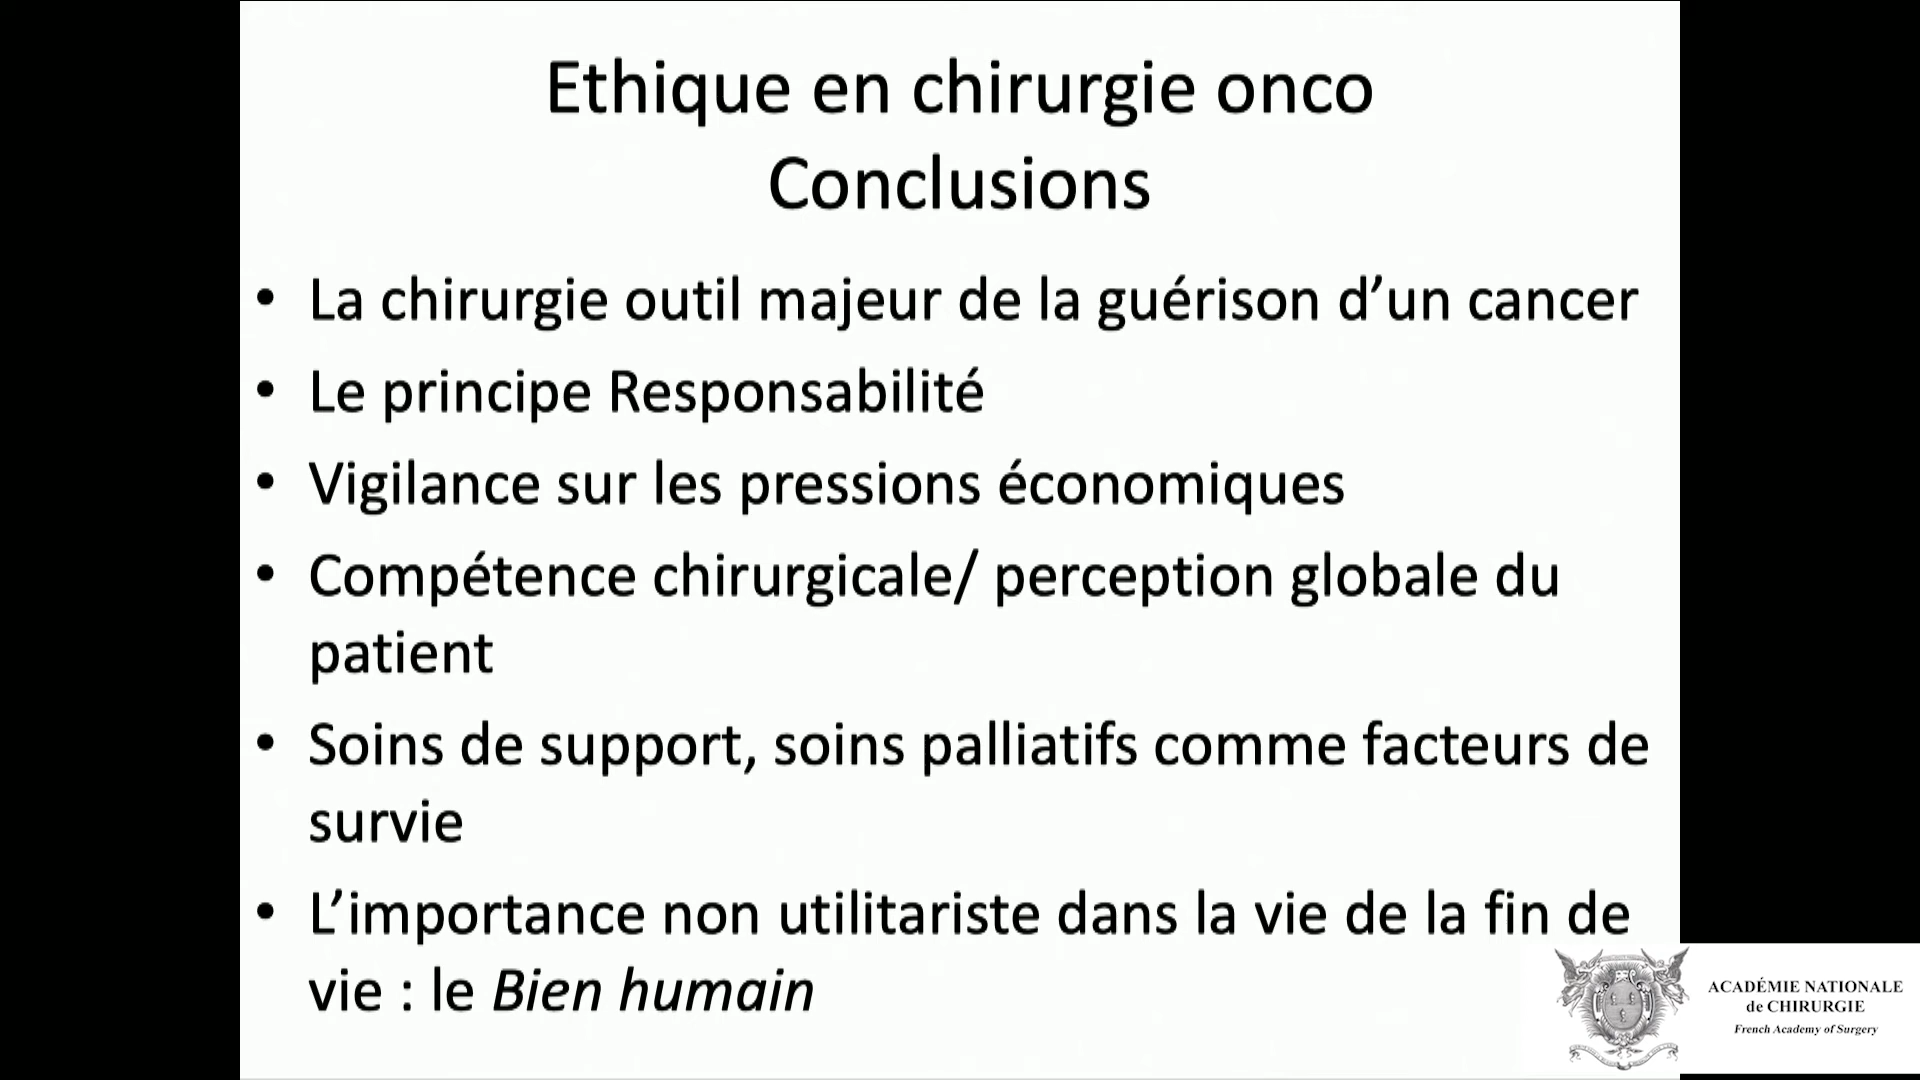 Ethique en chirurgie onco
Conclusions
• La chirurgie outil majeur de la guérison d’un cancer
• Le principe Responsabilité
• Vigilance sur les pressions économiques
• Compétence chirurgicale/ perception globale du
patient
• Soins de support, soins palliatifs comme facteurs de
survie
• L’importance non utilitariste dans la vie de la fin de
vie : le Bien humain
ACADÉMIE NATIONALE
de CHIRURGIE
French Academy of Surgery